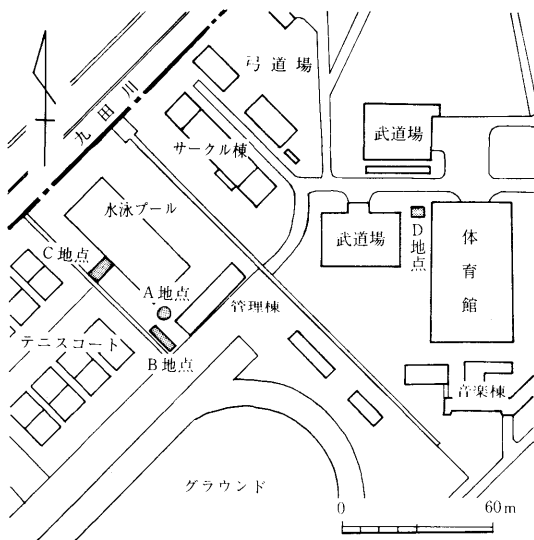 弓道場
九田川
武道場
サークル棟
水泳プール
武道場
D地点
体育館
C地点
A地点
管理棟
テニスコート
B地点
音楽棟
グラウンド
0 60m